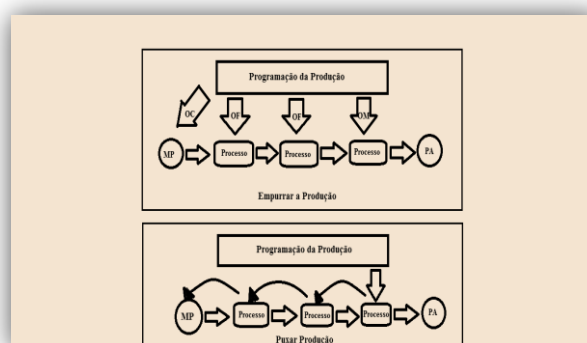 Programação da Produção
OC
OF
OF
OM
MP
Processo
Processo
Processo
PA
Empurrar a Produção
Programação da Produção
MP
Processo
Processo
Processo
PA
Puxar Produção